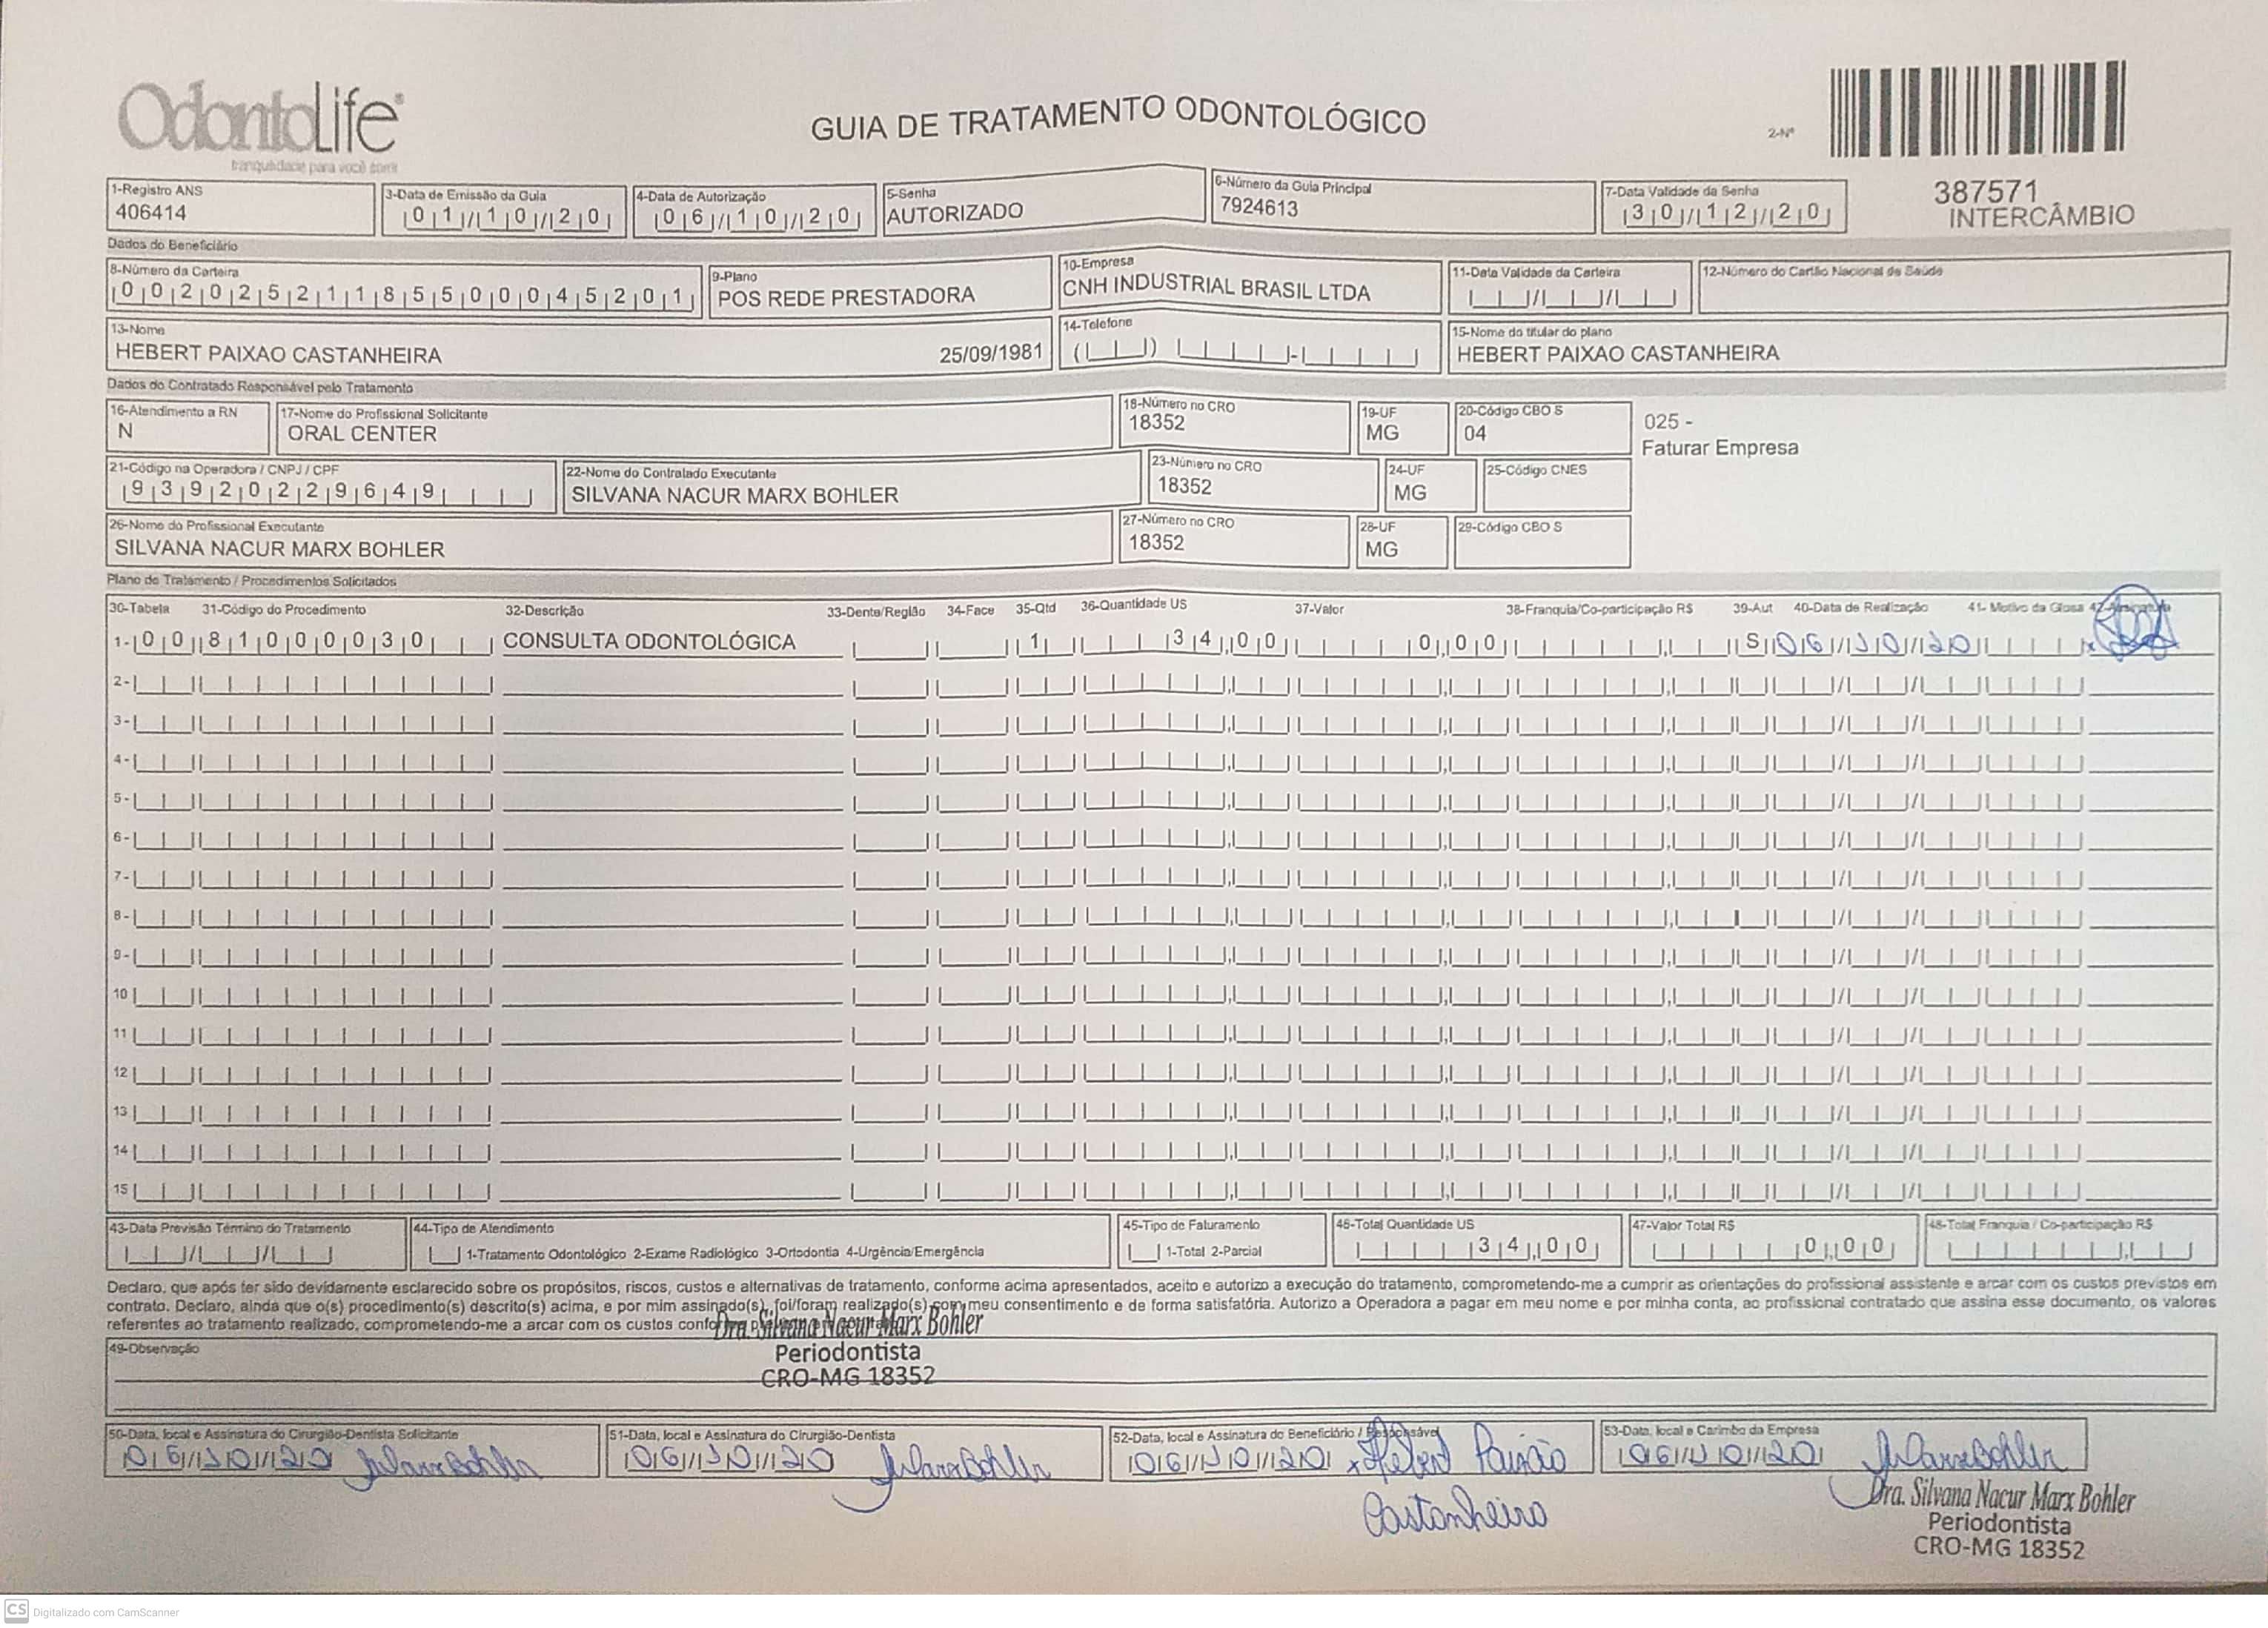 OdontoLife®
tranquilidade para você sorrir
GUIA DE TRATAMENTO ODONTOLÓGICO
2-Nº
387571
INTERCÂMBIO
1-Registro ANS
406414
3-Data de Emissão da Guia
01/10/20
4-Data de Autorização
06/10/20
5-Senha
AUTORIZADO
6-Número da Guia Principal
7924613
7-Data Validade da Senha
30/12/20
Dados do Beneficiário
8-Número da Carteira
00202521185500045201
9-Plano
POS REDE PRESTADORA
10-Empresa
CNH INDUSTRIAL BRASIL LTDA
11-Data Validade da Carteira
12-Número do Cartão Nacional de Saúde
13-Nome
HEBERT PAIXAO CASTANHEIRA 25/09/1981
14-Telefone
15-Nome do titular do plano
HEBERT PAIXAO CASTANHEIRA
Dados do Contratado Responsável pelo Tratamento
16-Atendimento a RN
N
17-Nome do Profissional Solicitante
ORAL CENTER
18-Número no CRO
18352
19-UF
MG
20-Código CBO S
04
025 -
Faturar Empresa
21-Código na Operadora / CNPJ / CPF
93920229649
22-Nome do Contratado Executante
SILVANA NACUR MARX BOHLER
23-Número no CRO
18352
24-UF
MG
25-Código CNES
26-Nome do Profissional Executante
SILVANA NACUR MARX BOHLER
27-Número no CRO
18352
28-UF
MG
29-Código CBO S
Plano de Tratamento / Procedimentos Solicitados
30-Tabela 31-Código do Procedimento 32-Descrição 33-Dente/Região 34-Face 35-Qtd 36-Quantidade US 37-Valor 38-Franquia/Co-participação R$ 39-Aut 40-Data de Realização 41- Motivo da Glosa 42-Assinatura
1- 00 81000030 CONSULTA ODONTOLÓGICA 1 34,00 0,00 S 06/10/20
2-
3-
4-
5-
6-
7-
8-
9-
10
11
12
13
14
15
43-Data Previsão Término do Tratamento
44-Tipo de Atendimento
1-Tratamento Odontológico 2-Exame Radiológico 3-Ortodontia 4-Urgência/Emergência
45-Tipo de Faturamento
1-Total 2-Parcial
46-Total Quantidade US
34,00
47-Valor Total R$
0,00
48-Total Franquia / Co-participação R$
Declaro, que após ter sido devidamente esclarecido sobre os propósitos, riscos, custos e alternativas de tratamento, conforme acima apresentados, aceito e autorizo a execução do tratamento, comprometendo-me a cumprir as orientações do profissional assistente e arcar com os custos previstos em
contrato. Declaro, ainda que o(s) procedimento(s) descrito(s) acima, e por mim assinado(s), foi/foram realizado(s) com meu consentimento e de forma satisfatória. Autorizo a Operadora a pagar em meu nome e por minha conta, ao profissional contratado que assina esse documento, os valores
referentes ao tratamento realizado, comprometendo-me a arcar com os custos
Dra. Silvana Nacur Marx Bohler
Periodontista
CRO-MG 18352
49-Observação
50-Data, local e Assinatura do Cirurgião-Dentista Solicitante
06/10/20
51-Data, local e Assinatura do Cirurgião-Dentista
06/10/20
52-Data, local e Assinatura do Beneficiário / Responsável
06/10/20 x Hebert Paixão
Castanheira
53-Data, local e Carimbo da Empresa
06/10/20
Dra. Silvana Nacur Marx Bohler
Periodontista
CRO-MG 18352
CS Digitalizado com CamScanner